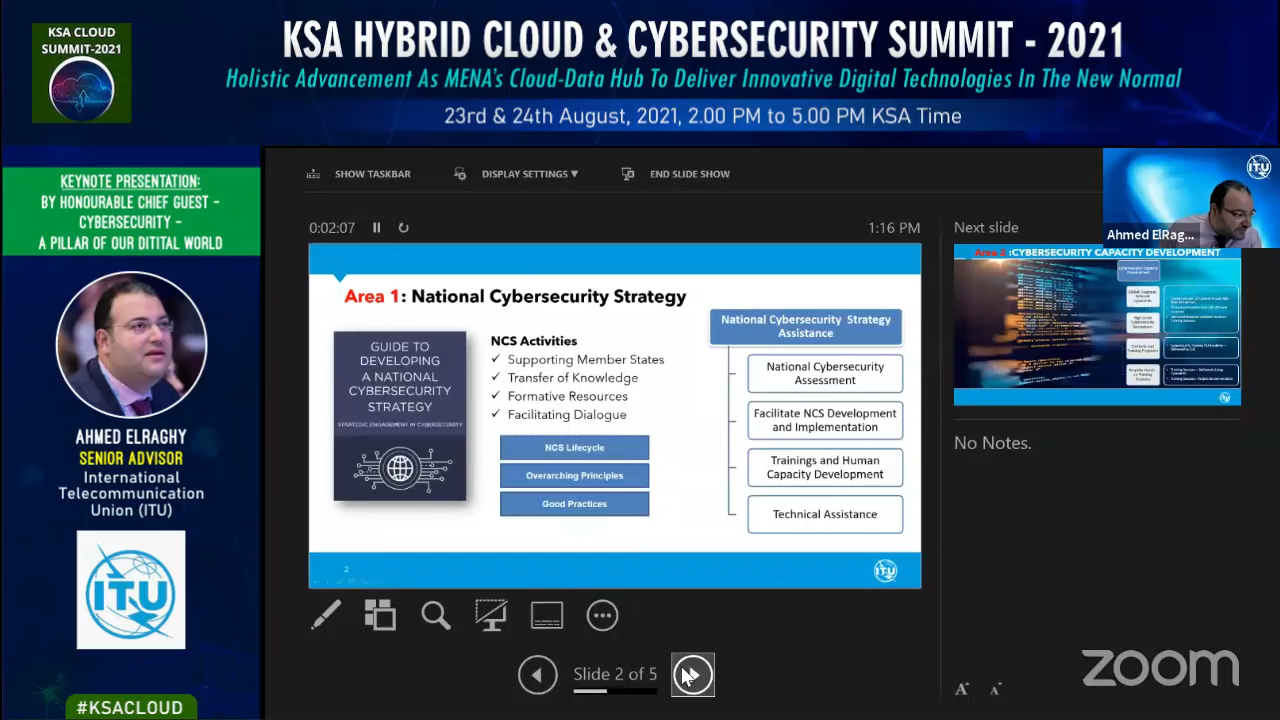 KSA CLOUD
SUMMIT-2021
KSA HYBRID CLOUD & CYBERSECURITY SUMMIT - 2021
Holistic Advancement As MENA's Cloud-Data Hub To Deliver Innovative Digital Technologies In The New Normal
23rd & 24th August, 2021, 2.00 PM to 5.00 PM KSA Time
KEYNOTE PRESENTATION:
BY HONOURABLE CHIEF GUEST -
CYBERSECURITY -
A PILLAR OF OUR DITITAL WORLD
AHMED ELRAGHY
SENIOR ADVISOR
International
Telecommunication
Union (ITU)
ITU
#KSACLOUD
SHOW TASKBAR
DISPLAY SETTINGS ▼
END SLIDE SHOW
0:02:07
1:16 PM
Area 1: National Cybersecurity Strategy
GUIDE TO
DEVELOPING
A NATIONAL
CYBERSECURITY
STRATEGY
STRATEGIC ENGAGEMENT IN CYBERSECURITY
NCS Activities
✓ Supporting Member States
✓ Transfer of Knowledge
✓ Formative Resources
✓ Facilitating Dialogue
NCS Lifecycle
Overarching Principles
Good Practices
National Cybersecurity Strategy
Assistance
National Cybersecurity
Assessment
Facilitate NCS Development
and Implementation
Trainings and Human
Capacity Development
Technical Assistance
2
ITU
Slide 2 of 5
Next slide
ITU
Ahmed ElRag...
Area 2 :CYBERSECURITY CAPACITY DEVELOPMENT
No Notes.
zoom